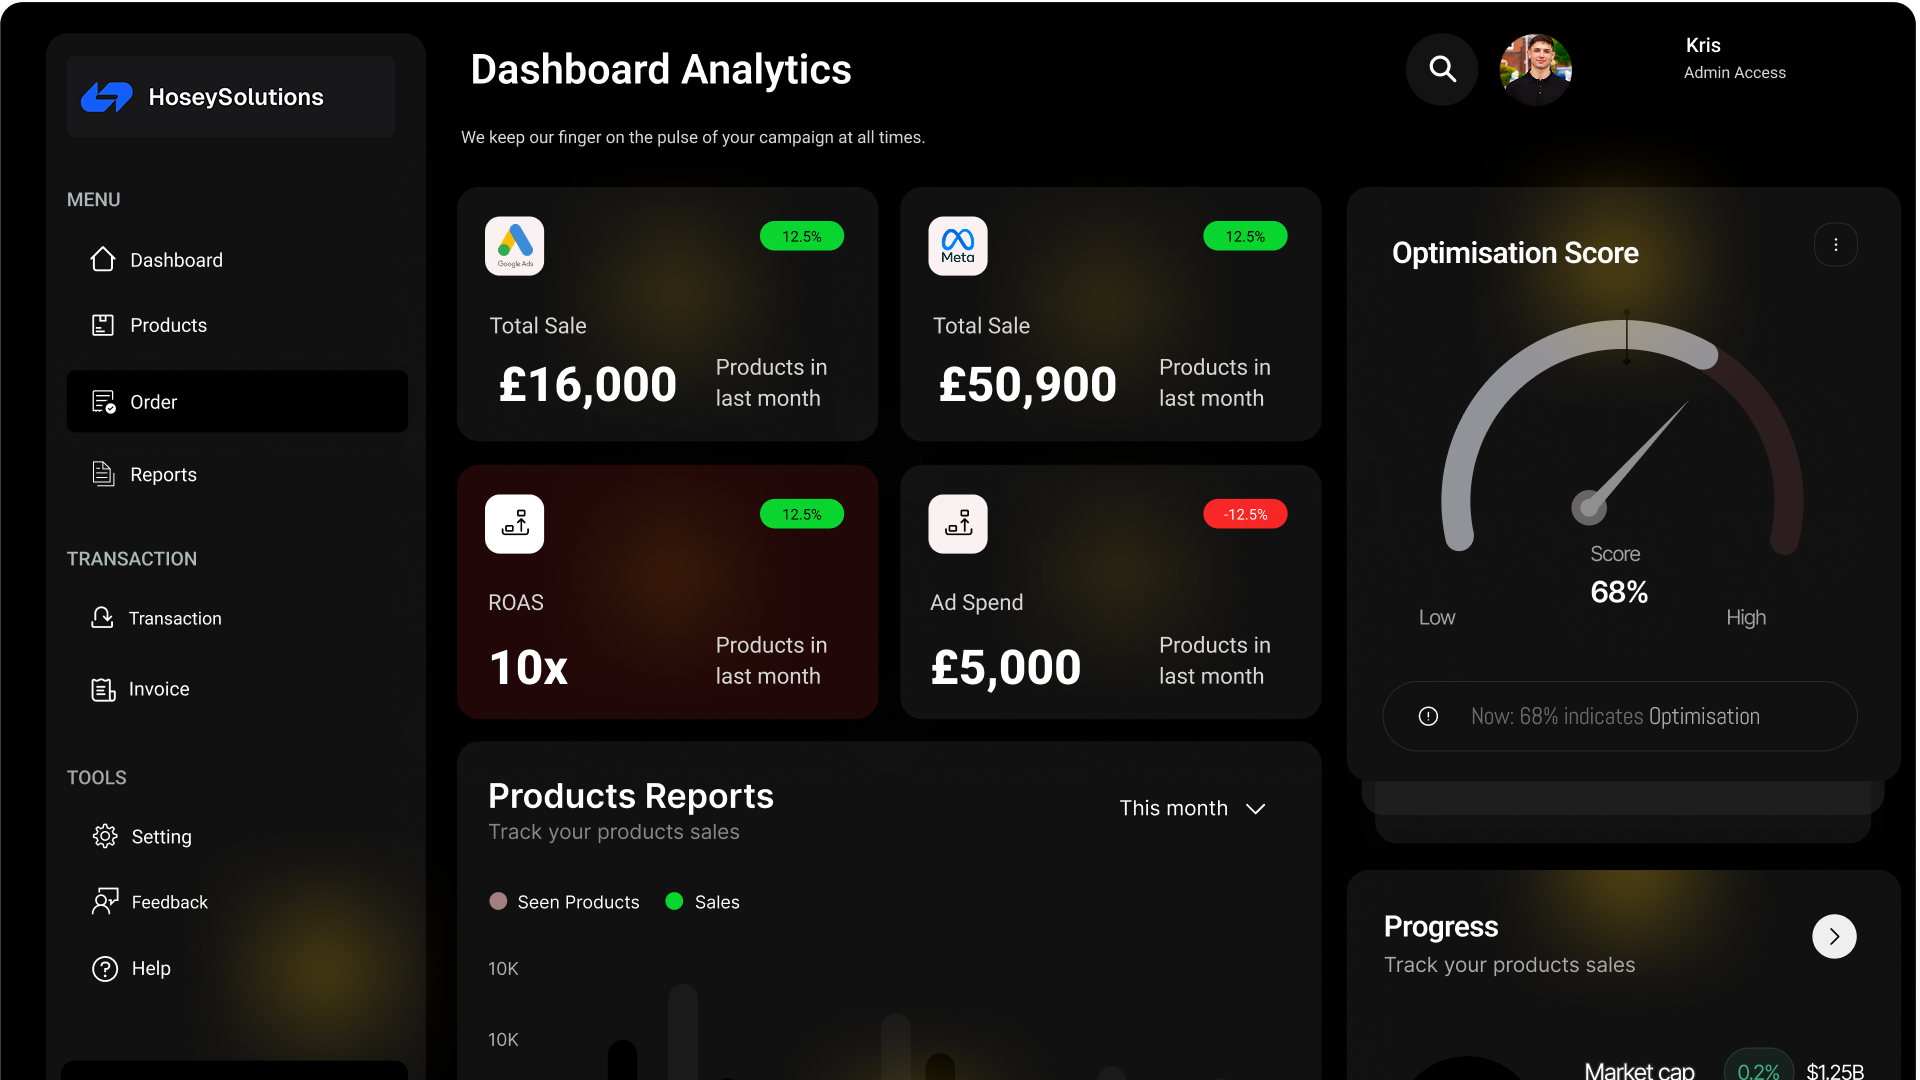 HoseySolutions
MENU
Dashboard
Products
Order
Reports
TRANSACTION
Transaction
Invoice
TOOLS
Setting
Feedback
Help
Dashboard Analytics
We keep our finger on the pulse of your campaign at all times.
Kris
Admin Access
Google Ads
12.5%
Total Sale
£16,000
Products in
last month
Meta
12.5%
Total Sale
£50,900
Products in
last month
12.5%
ROAS
10x
Products in
last month
-12.5%
Ad Spend
£5,000
Products in
last month
Optimisation Score
Score
68%
Low
High
Now: 68% indicates Optimisation
Products Reports
Track your products sales
This month
Seen Products
Sales
10K
10K
Progress
Track your products sales
Market cap
0.2%
$1.25B